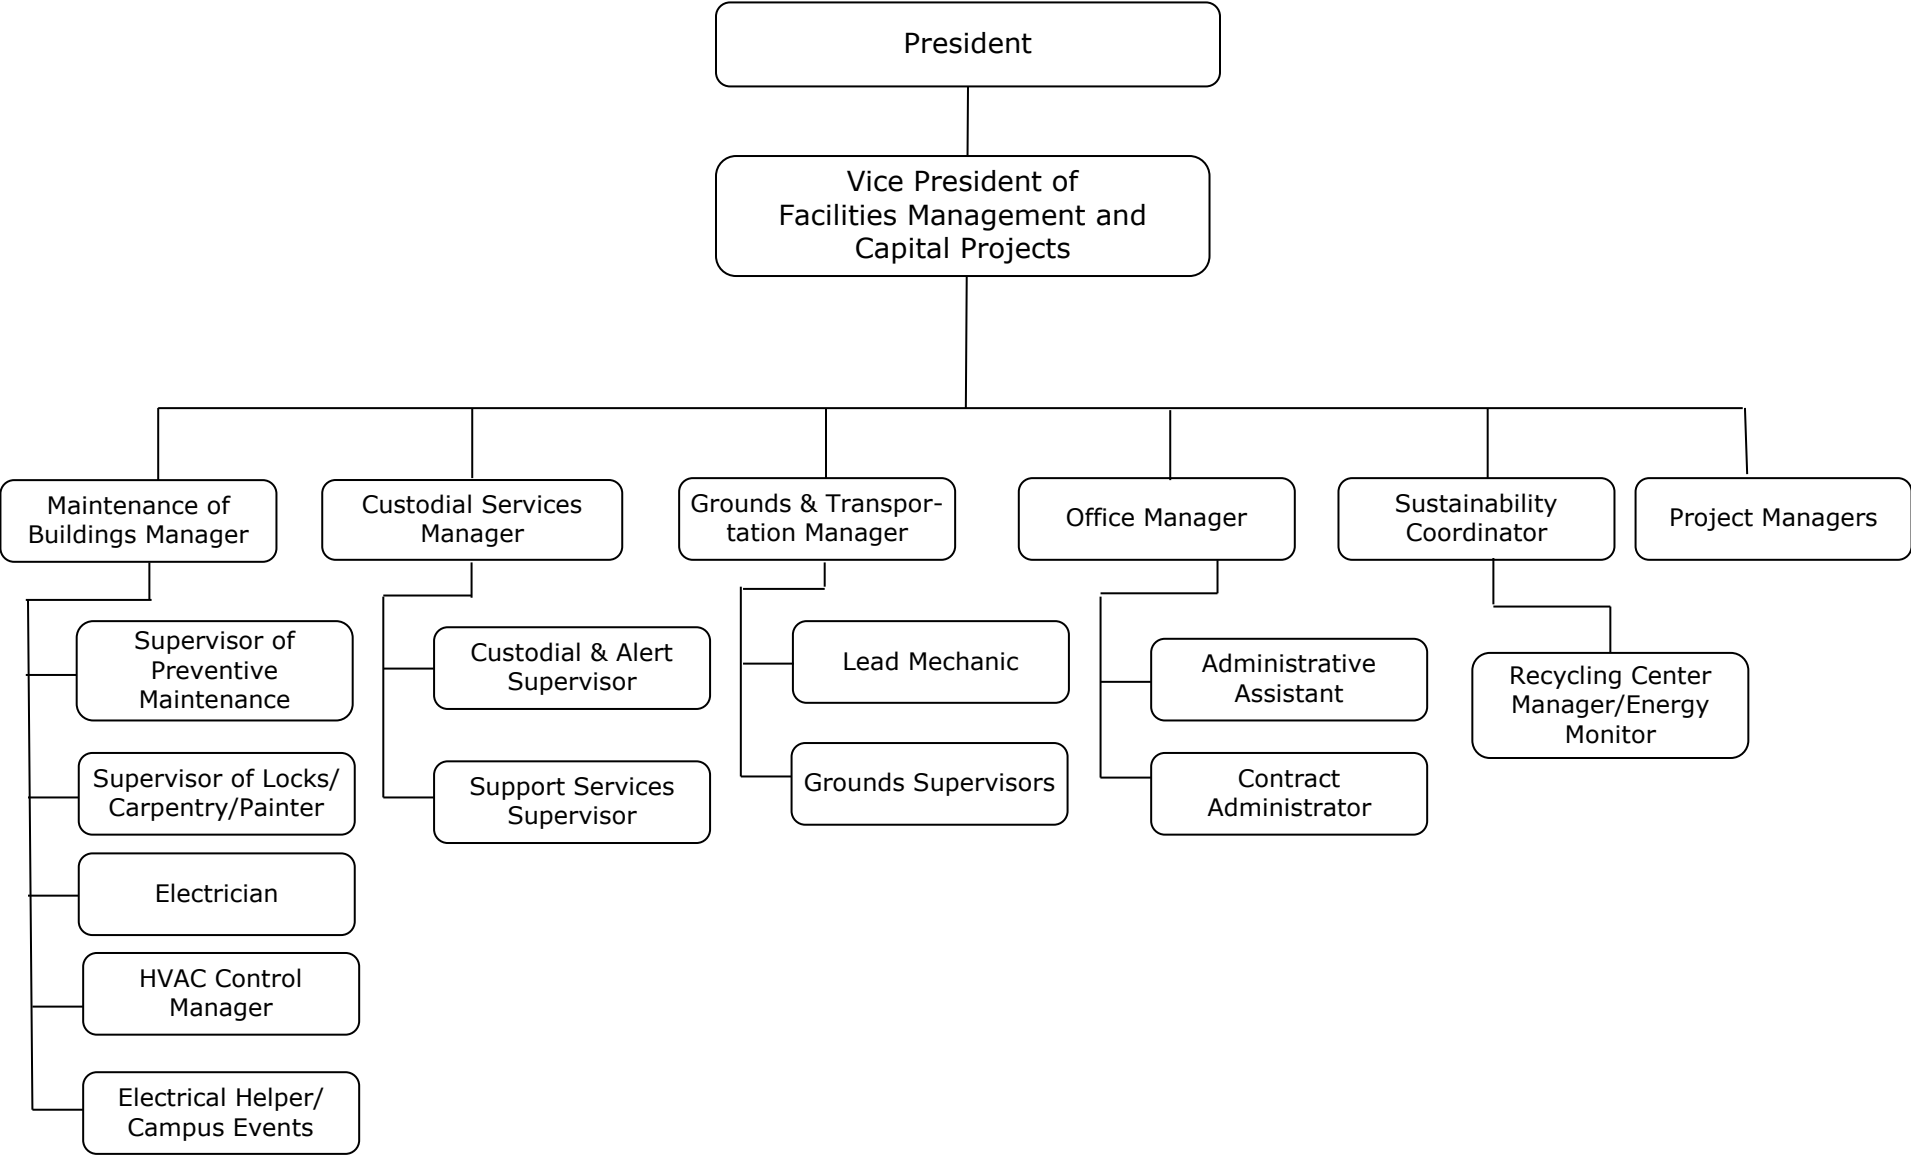 President
Vice President of
Facilities Management and
Capital Projects
Maintenance of
Buildings Manager
Custodial Services
Manager
Grounds & Transpor-
tation Manager
Office Manager
Sustainability
Coordinator
Project Managers
Supervisor of
Preventive
Maintenance
Supervisor of Locks/
Carpentry/Painter
Electrician
HVAC Control
Manager
Electrical Helper/
Campus Events
Custodial & Alert
Supervisor
Support Services
Supervisor
Lead Mechanic
Grounds Supervisors
Administrative
Assistant
Contract
Administrator
Recycling Center
Manager/Energy
Monitor